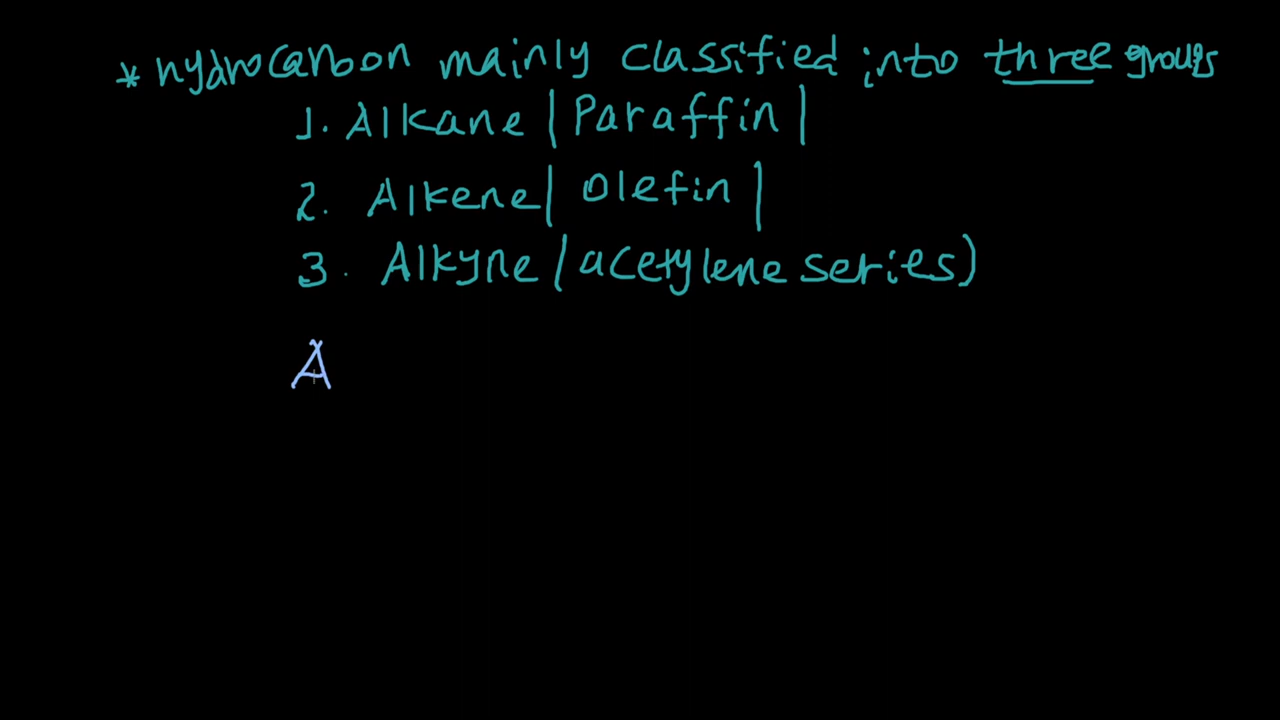 * hydrocarbon mainly classified into three groups
1. Alkane | Paraffin |
2. Alkene | Olefin |
3. Alkyne (acetylene series)
A